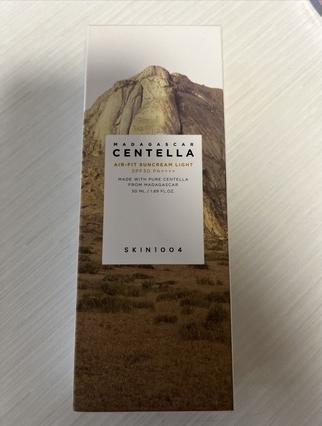 MADAGASCAR
CENTELLA
AIR-FIT SUNCREAM LIGHT
SPF30 PA++++
MADE WITH PURE CENTELLA
FROM MADAGASCAR
50 ML / 1.69 FL.OZ.
SKIN1004